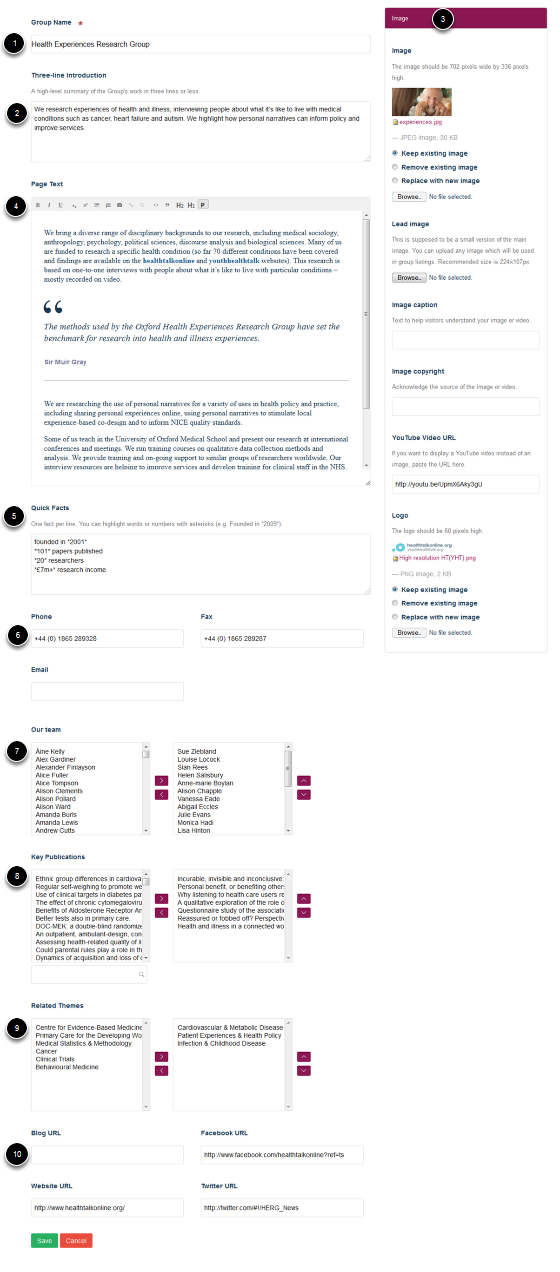 Group Name *
1
Health Experiences Research Group
Three-line Introduction
A high-level summary of the Group's work in three lines or less.
2
We research experiences of health and illness, interviewing people about what it's like to live with medical
conditions such as cancer, heart failure and autism. We highlight how personal narratives can inform policy and
improve services.
Page Text
4
B I U H2 H1 P
We bring a diverse range of disciplinary backgrounds to our research, including medical sociology,
anthropology, psychology, political sciences, discourse analysis and biological sciences. Many of us
are funded to research a specific health condition (so far 70 different conditions have been covered
and findings are available on the healthtalkonline and youthhealthtalk websites). This research is
based on one-to-one interviews with people about what it's like to live with particular conditions –
mostly recorded on video.
“
The methods used by the Oxford Health Experiences Research Group have set the
benchmark for research into health and illness experiences.
Sir Muir Gray
We are researching the use of personal narratives for a variety of uses in health policy and practice,
including sharing personal experiences online, using personal narratives to stimulate local
experience-based co-design and to inform NICE quality standards.
Some of us teach in the University of Oxford Medical School and present our research at international
conferences and meetings. We run training courses on qualitative data collection methods and
analysis. We provide training and on-going support to similar groups of researchers worldwide. Our
interview resources are helping to improve services and develop training for clinical staff in the NHS.
Quick Facts
5
One fact per line. You can highlight words or numbers with asterisks (e.g. Founded in *2009*).
founded in *2001*
*101* papers published
*20* researchers
*£7m+* research income
Phone
Fax
6
+44 (0) 1865 289328
+44 (0) 1865 289287
Email
Our team
7
Áine Kelly
Alex Gardiner
Alexander Finlayson
Alice Fuller
Alice Tompson
Alison Clements
Alison Pollard
Alison Ward
Amanda Burls
Amanda Lewis
Andrew Cutts
Sue Ziebland
Louise Locock
Sian Rees
Helen Salisbury
Anne-marie Boylan
Alison Chapple
Vanessa Eade
Abigail Eccles
Julie Evans
Monica Hadi
Lisa Hinton
Key Publications
8
Ethnic group differences in cardiova
Regular self-weighing to promote we
Use of clinical targets in diabetes pa
The effect of chronic cytomegaloviru
Benefits of Aldosterone Receptor An
Better tests also in primary care.
DOC-MEK: a double-blind randomiz
An outpatient, ambulant-design, con
Assessing health-related quality of li
Could parental rules play a role in th
Dynamics of acquisition and loss of c
Incurable, invisible and inconclusive:
Personal benefit, or benefiting others
Why listening to health care users re
A qualitative exploration of the role o
Questionnaire study of the associatio
Reassured or fobbed off? Perspectiv
Health and illness in a connected wo
Related Themes
9
Centre for Evidence-Based Medicine
Primary Care for the Developing Wo
Medical Statistics & Methodology
Cancer
Clinical Trials
Behavioural Medicine
Cardiovascular & Metabolic Disease
Patient Experiences & Health Policy
Infection & Childhood Disease
Blog URL
Facebook URL
10
http://www.facebook.com/healthtalkonline?ref=ts
Website URL
Twitter URL
http://www.healthtalkonline.org/
http://twitter.com/#!/HERG_News
Save
Cancel
Image
3
Image
The image should be 702 pixels wide by 336 pixels
high.
experiences.jpg
— JPEG image, 30 KB
Keep existing image
Remove existing image
Replace with new image
Browse.. No file selected.
Lead image
This is supposed to be a small version of the main
image. You can upload any image which will be used
in group listings. Recommended size is 224x107px
Browse.. No file selected.
Image caption
Text to help visitors understand your image or video.
Image copyright
Acknowledge the source of the image or video.
YouTube Video URL
If you want to display a YouTube video instead of an
image, paste the URL here.
http://youtu.be/UpmX6Aky3gU
Logo
The logo should be 60 pixels high.
healthtalkonline.org
youthhealthtalk.org
High resolution HT(YHT).png
— PNG image, 2 KB
Keep existing image
Remove existing image
Replace with new image
Browse.. No file selected.